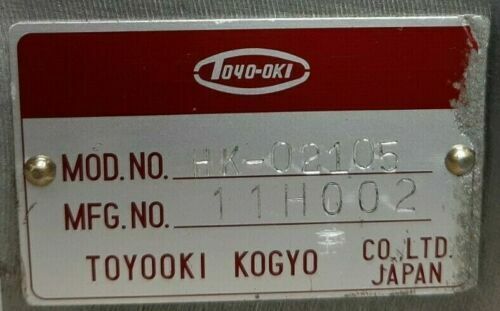 TOYO-OKI
MOD.NO. HK-02105
MFG.NO. 11H002
TOYOOKI KOGYO CO.,LTD.
JAPAN